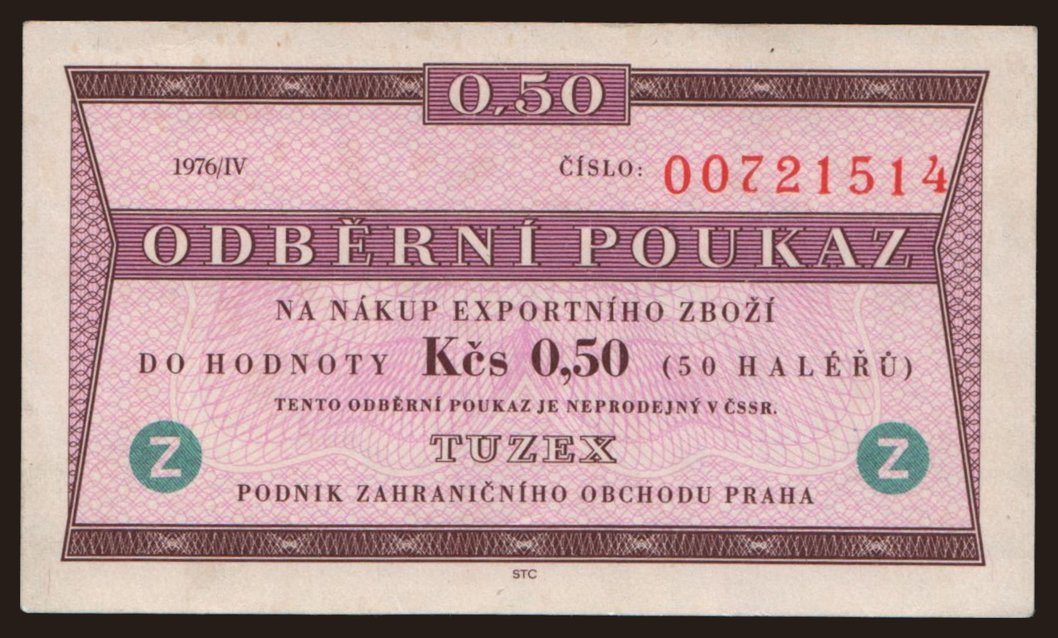 0,50
1976/IV ČÍSLO: 00721514
ODBĚRNÍ POUKAZ
NA NÁKUP EXPORTNÍHO ZBOŽÍ
DO HODNOTY Kčs 0,50 (50 HALÉŘŮ)
TENTO ODBĚRNÍ POUKAZ JE NEPRODEJNÝ V ČSSR.
Z TUZEX Z
PODNIK ZAHRANIČNÍHO OBCHODU PRAHA
STC